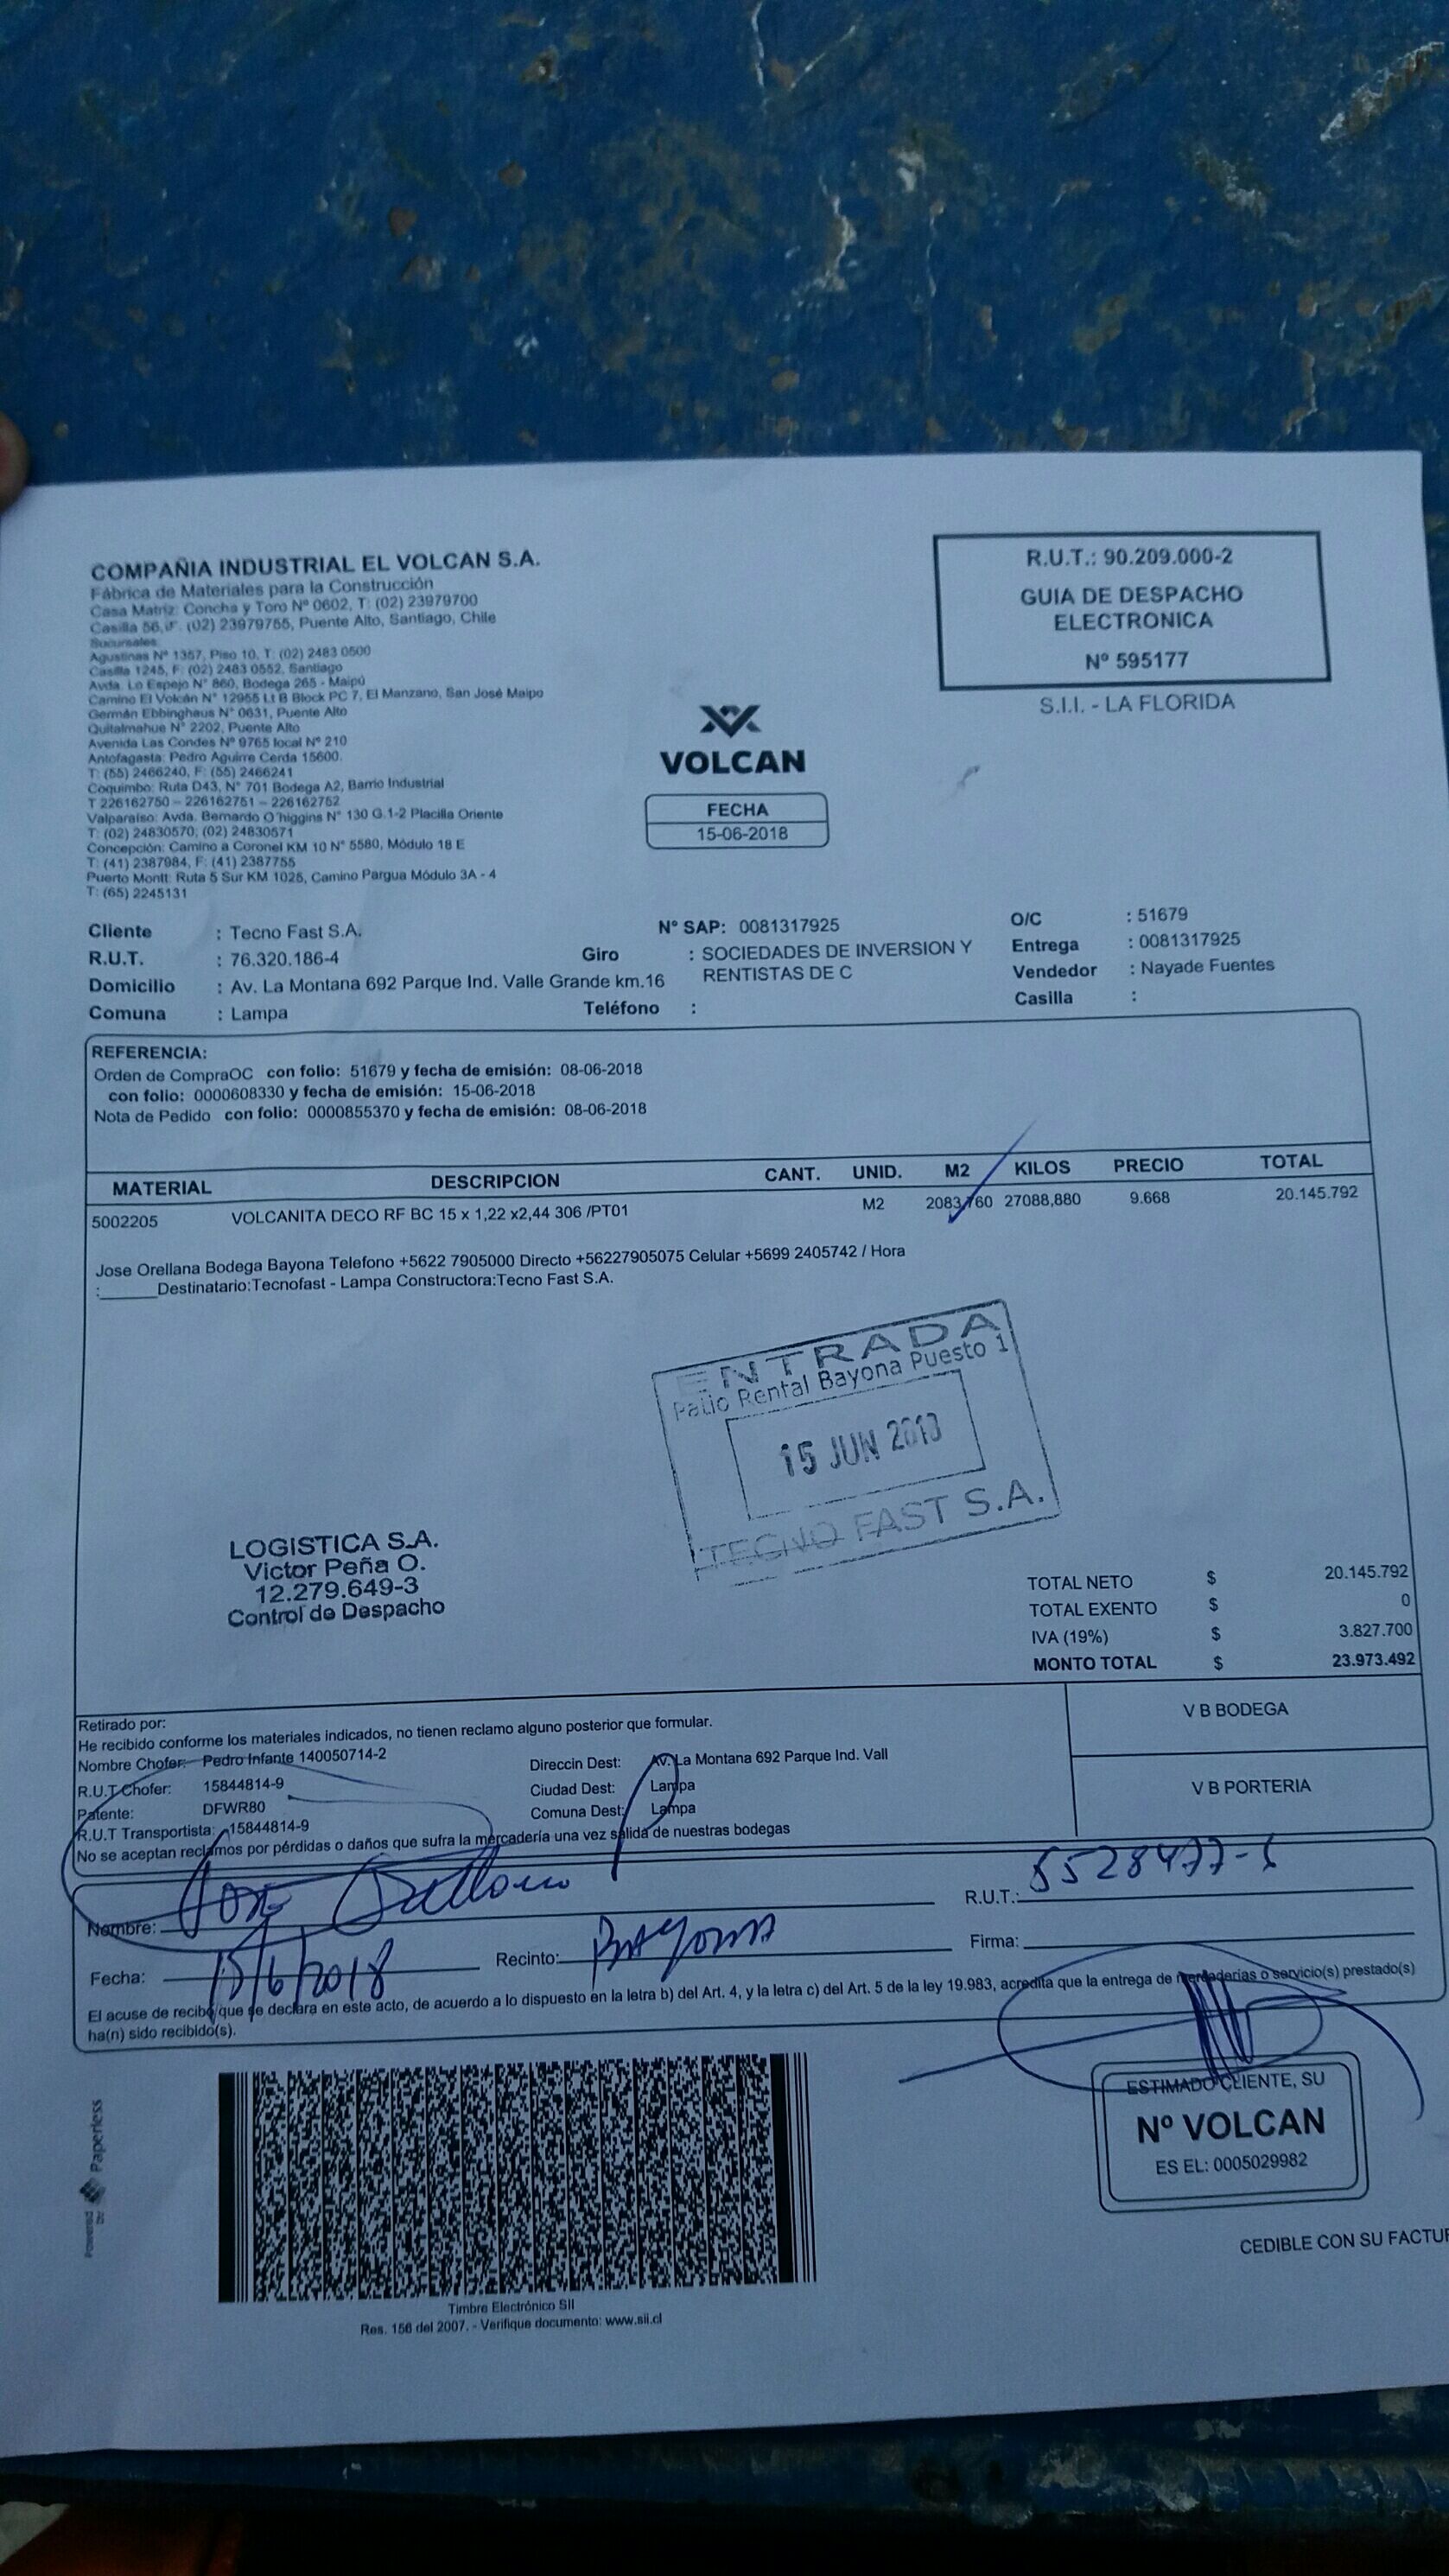 COMPAÑIA INDUSTRIAL EL VOLCAN S.A.
Fábrica de Materiales para la Construcción
Casa Matriz: Concha y Toro Nº 0602, T: (02) 23979700
Casilla 56, F. (02) 23979755, Puente Alto, Santiago, Chile
Sucursales:
Agustinas Nº 1357, Piso 10, T: (02) 2483 0500
Casilla 1245, F: (02) 2483 0552, Santiago
Avda. Lo Espejo N° 860, Bodega 265 - Maipú
Camino El Volcán N° 12955 Lt B Block PC 7, El Manzano, San José Maipo
Germán Ebbinghaus N° 0631, Puente Alto
Quitalmahue N° 2202, Puente Alto
Avenida Las Condes Nº 9765 local Nº 210
Antofagasta: Pedro Aguirre Cerda 15600.
T: (55) 2466240, F: (55) 2466241
Coquimbo: Ruta D43, N° 701 Bodega A2, Barrio Industrial
T 226162750 – 226162751 – 226162752
Valparaíso: Avda. Bernardo O'higgins N° 130 G.1-2 Placilla Oriente
T: (02) 24830570; (02) 24830571
Concepción: Camino a Coronel KM 10 N° 5580, Módulo 18 E
T: (41) 2387984, F: (41) 2387755
Puerto Montt: Ruta 5 Sur KM 1025, Camino Pargua Módulo 3A - 4
T: (65) 2245131
R.U.T.: 90.209.000-2
GUIA DE DESPACHO
ELECTRONICA
Nº 595177
S.I.I. - LA FLORIDA
VOLCAN
FECHA
15-06-2018
Cliente : Tecno Fast S.A. N° SAP: 0081317925 O/C : 51679
R.U.T. : 76.320.186-4 Giro : SOCIEDADES DE INVERSION Y Entrega : 0081317925
RENTISTAS DE C Vendedor : Nayade Fuentes
Domicilio : Av. La Montana 692 Parque Ind. Valle Grande km.16
Comuna : Lampa Teléfono : Casilla :
REFERENCIA:
Orden de CompraOC con folio: 51679 y fecha de emisión: 08-06-2018
con folio: 0000608330 y fecha de emisión: 15-06-2018
Nota de Pedido con folio: 0000855370 y fecha de emisión: 08-06-2018
MATERIAL DESCRIPCION CANT. UNID. M2 KILOS PRECIO TOTAL
5002205 VOLCANITA DECO RF BC 15 x 1,22 x2,44 306 /PT01 M2 2083,760 27088,880 9.668 20.145.792
Jose Orellana Bodega Bayona Telefono +5622 7905000 Directo +56227905075 Celular +5699 2405742 / Hora
:______Destinatario:Tecnofast - Lampa Constructora:Tecno Fast S.A.
ENTRADA
Patio Rental Bayona Puesto 1
15 JUN 2018
TECNO FAST S.A.
LOGISTICA S.A.
Victor Peña O.
12.279.649-3
Control de Despacho
TOTAL NETO $ 20.145.792
TOTAL EXENTO $ 0
IVA (19%) $ 3.827.700
MONTO TOTAL $ 23.973.492
Retirado por:
He recibido conforme los materiales indicados, no tienen reclamo alguno posterior que formular.
Nombre Chofer: Pedro Infante 140050714-2 Direccin Dest: AV. La Montana 692 Parque Ind. Vall
R.U.T Chofer: 15844814-9 Ciudad Dest: Lampa
Patente: DFWR80 Comuna Dest: Lampa
R.U.T Transportista: 15844814-9
No se aceptan reclamos por pérdidas o daños que sufra la mercadería una vez salida de nuestras bodegas
V B BODEGA
V B PORTERIA
Nombre: Jose R.U.T.:
Fecha: 15/6/2018 Recinto: Bayona Firma:
El acuse de recibo que se declara en este acto, de acuerdo a lo dispuesto en la letra b) del Art. 4, y la letra c) del Art. 5 de la ley 19.983, acredita que la entrega de mercaderías o servicio(s) prestado(s)
ha(n) sido recibido(s).
Powered by Paperless
Timbre Electrónico SII
Res. 156 del 2007. - Verifique documento: www.sii.cl
ESTIMADO CLIENTE, SU
Nº VOLCAN
ES EL: 0005029982
CEDIBLE CON SU FACTUR